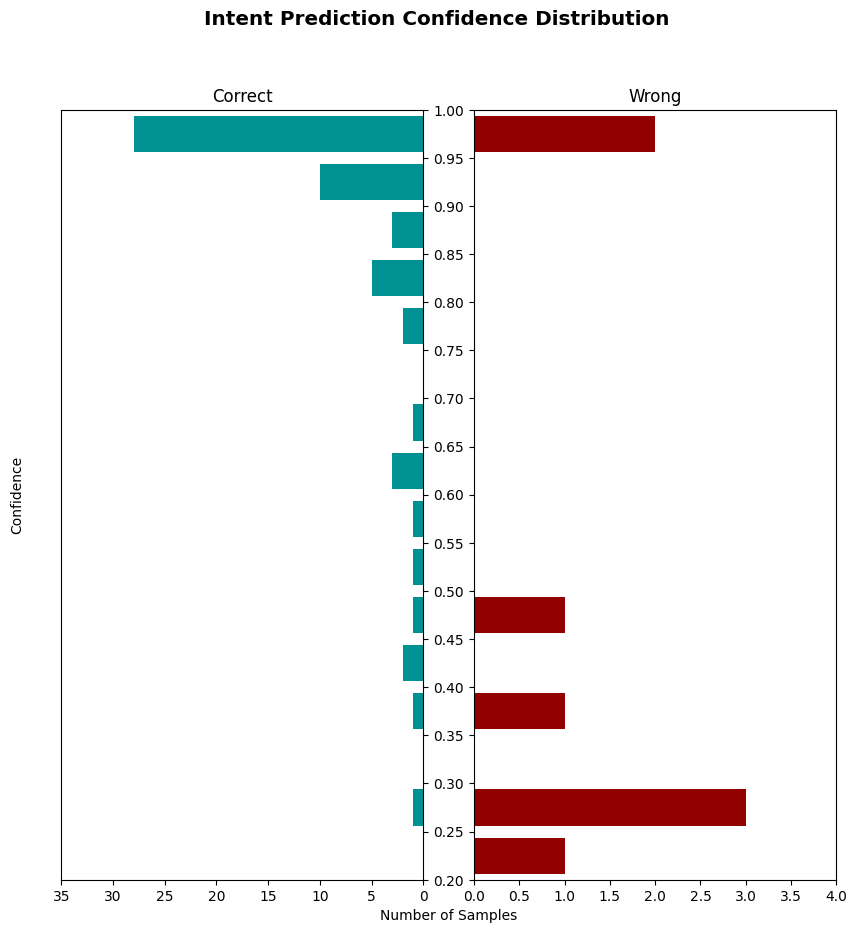 Intent Prediction Confidence Distribution
Correct
Wrong
1.00
0.95
0.90
0.85
0.80
0.75
0.70
0.65
0.60
0.55
0.50
0.45
0.40
0.35
0.30
0.25
0.20
Confidence
35 30 25 20 15 10 5 0
0.0 0.5 1.0 1.5 2.0 2.5 3.0 3.5 4.0
Number of Samples